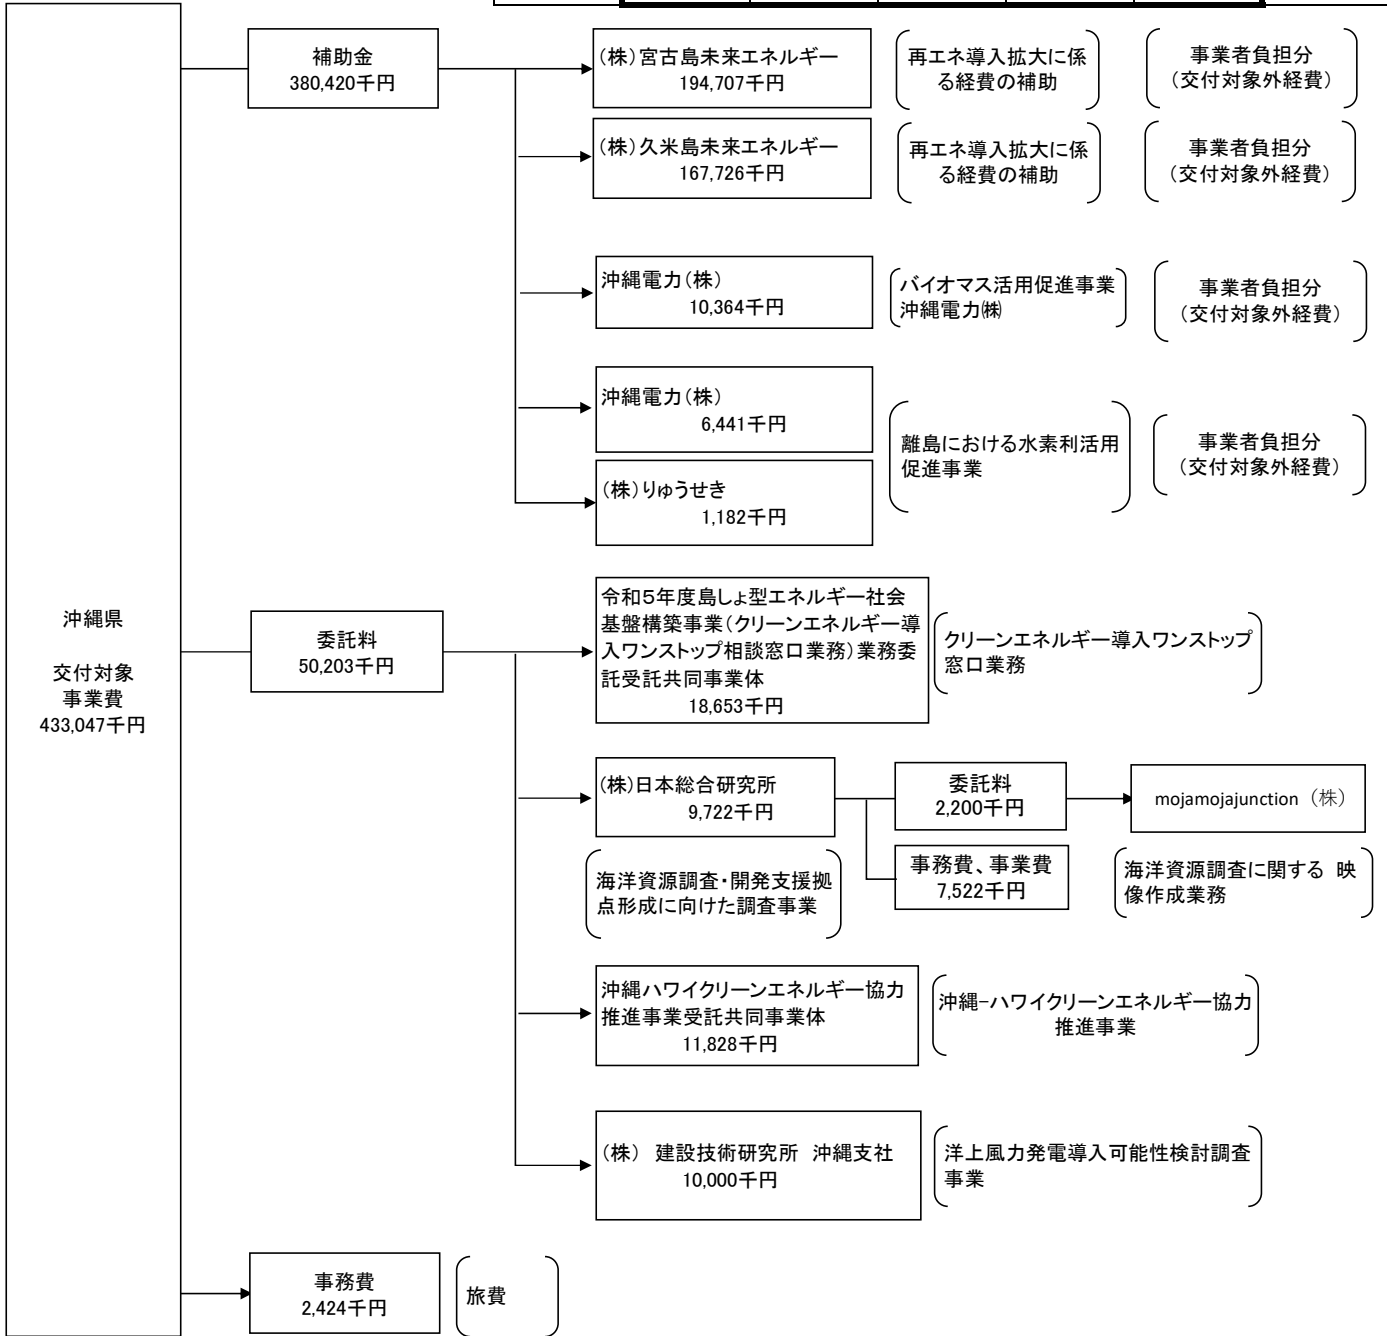 沖縄県
交付対象
事業費
433,047千円
補助金
380,420千円
(株)宮古島未来エネルギー
194,707千円
再エネ導入拡大に係
る経費の補助
事業者負担分
(交付対象外経費)
(株)久米島未来エネルギー
167,726千円
再エネ導入拡大に係
る経費の補助
事業者負担分
(交付対象外経費)
沖縄電力(株)
10,364千円
バイオマス活用促進事業
沖縄電力㈱
事業者負担分
(交付対象外経費)
沖縄電力(株)
6,441千円
(株)りゅうせき
1,182千円
離島における水素利活用
促進事業
事業者負担分
(交付対象外経費)
委託料
50,203千円
令和5年度島しょ型エネルギー社会
基盤構築事業(クリーンエネルギー導
入ワンストップ相談窓口業務)業務委
託受託共同事業体
18,653千円
クリーンエネルギー導入ワンストップ
窓口業務
(株)日本総合研究所
9,722千円
海洋資源調査・開発支援拠
点形成に向けた調査事業
委託料
2,200千円
mojamojajunction (株)
事務費、事業費
7,522千円
海洋資源調査に関する 映
像作成業務
沖縄ハワイクリーンエネルギー協力
推進事業受託共同事業体
11,828千円
沖縄-ハワイクリーンエネルギー協力
推進事業
(株) 建設技術研究所 沖縄支社
10,000千円
洋上風力発電導入可能性検討調査
事業
事務費
2,424千円
旅費